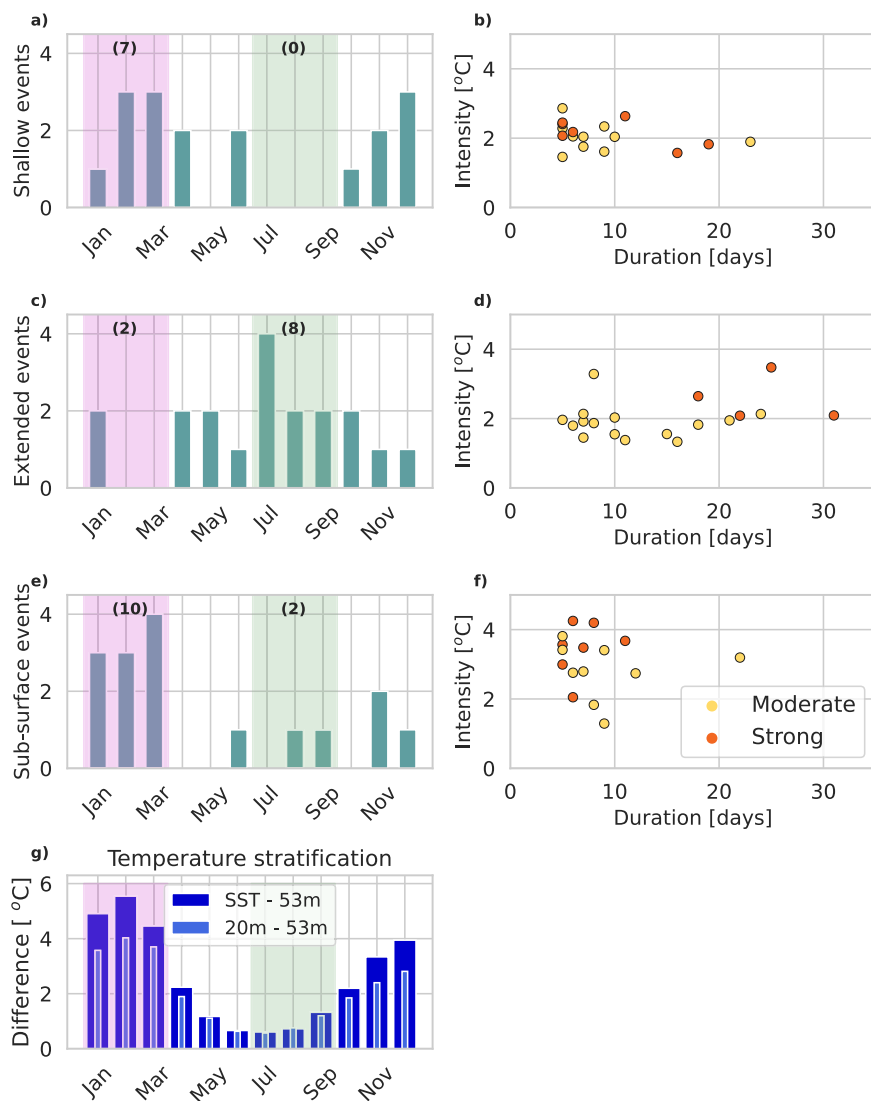 a)
(7)
(0)
4
2
0
Shallow events
Jan
Mar
May
Jul
Sep
Nov
b)
4
2
0
Intensity [°C]
0
10
20
30
Duration [days]
c)
(2)
(8)
4
2
0
Extended events
Jan
Mar
May
Jul
Sep
Nov
d)
4
2
0
Intensity [°C]
0
10
20
30
Duration [days]
e)
(10)
(2)
4
2
0
Sub-surface events
Jan
Mar
May
Jul
Sep
Nov
f)
4
2
0
Intensity [°C]
Moderate
Strong
0
10
20
30
Duration [days]
g)
Temperature stratification
6
4
2
0
Difference [ °C]
SST - 53m
20m - 53m
Jan
Mar
May
Jul
Sep
Nov